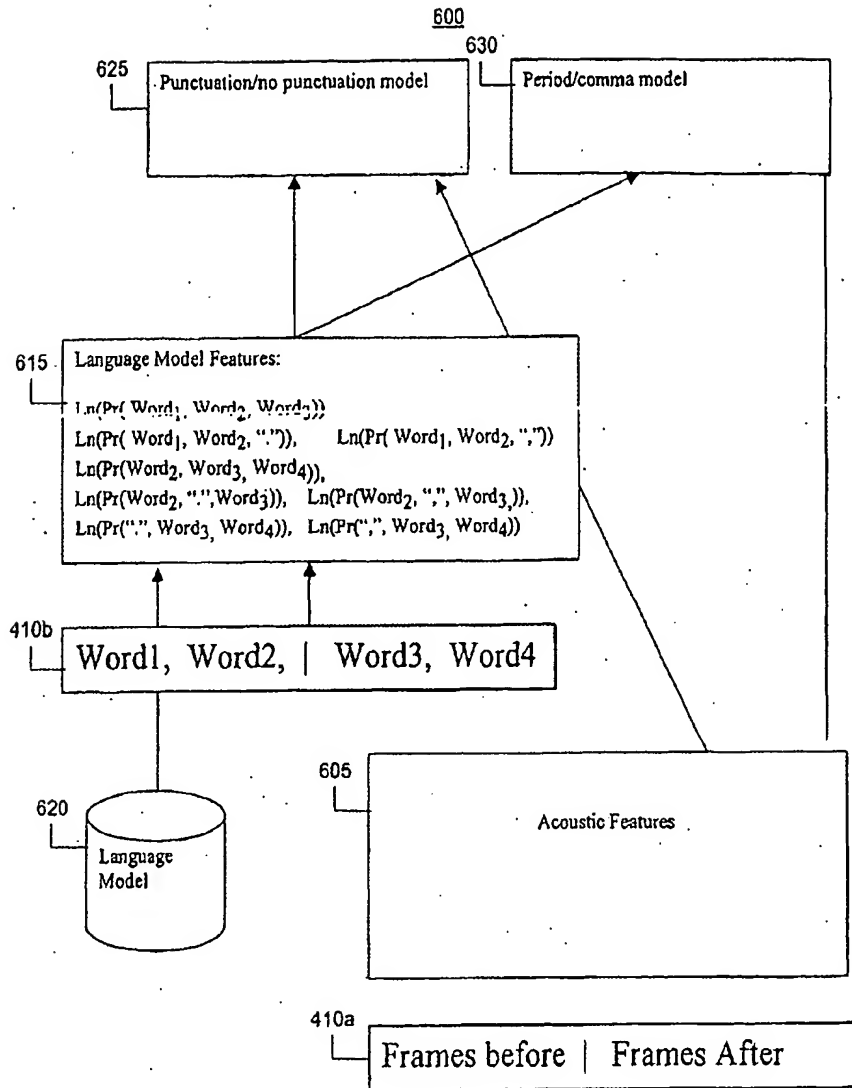 600
625
630
Punctuation/no punctuation model
Period/comma model
615
Language Model Features:
Ln(Pr( Word1, Word2, Word3))
Ln(Pr( Word1, Word2, “.”)), Ln(Pr( Word1, Word2, “,”))
Ln(Pr(Word2, Word3, Word4)),
Ln(Pr(Word2, “.”,Word3)), Ln(Pr(Word2, “,”, Word3,)),
Ln(Pr(“.”, Word3, Word4)), Ln(Pr(“,”, Word3, Word4))
410b
Word1, Word2, | Word3, Word4
605
Acoustic Features
620
Language
Model
410a
Frames before | Frames After